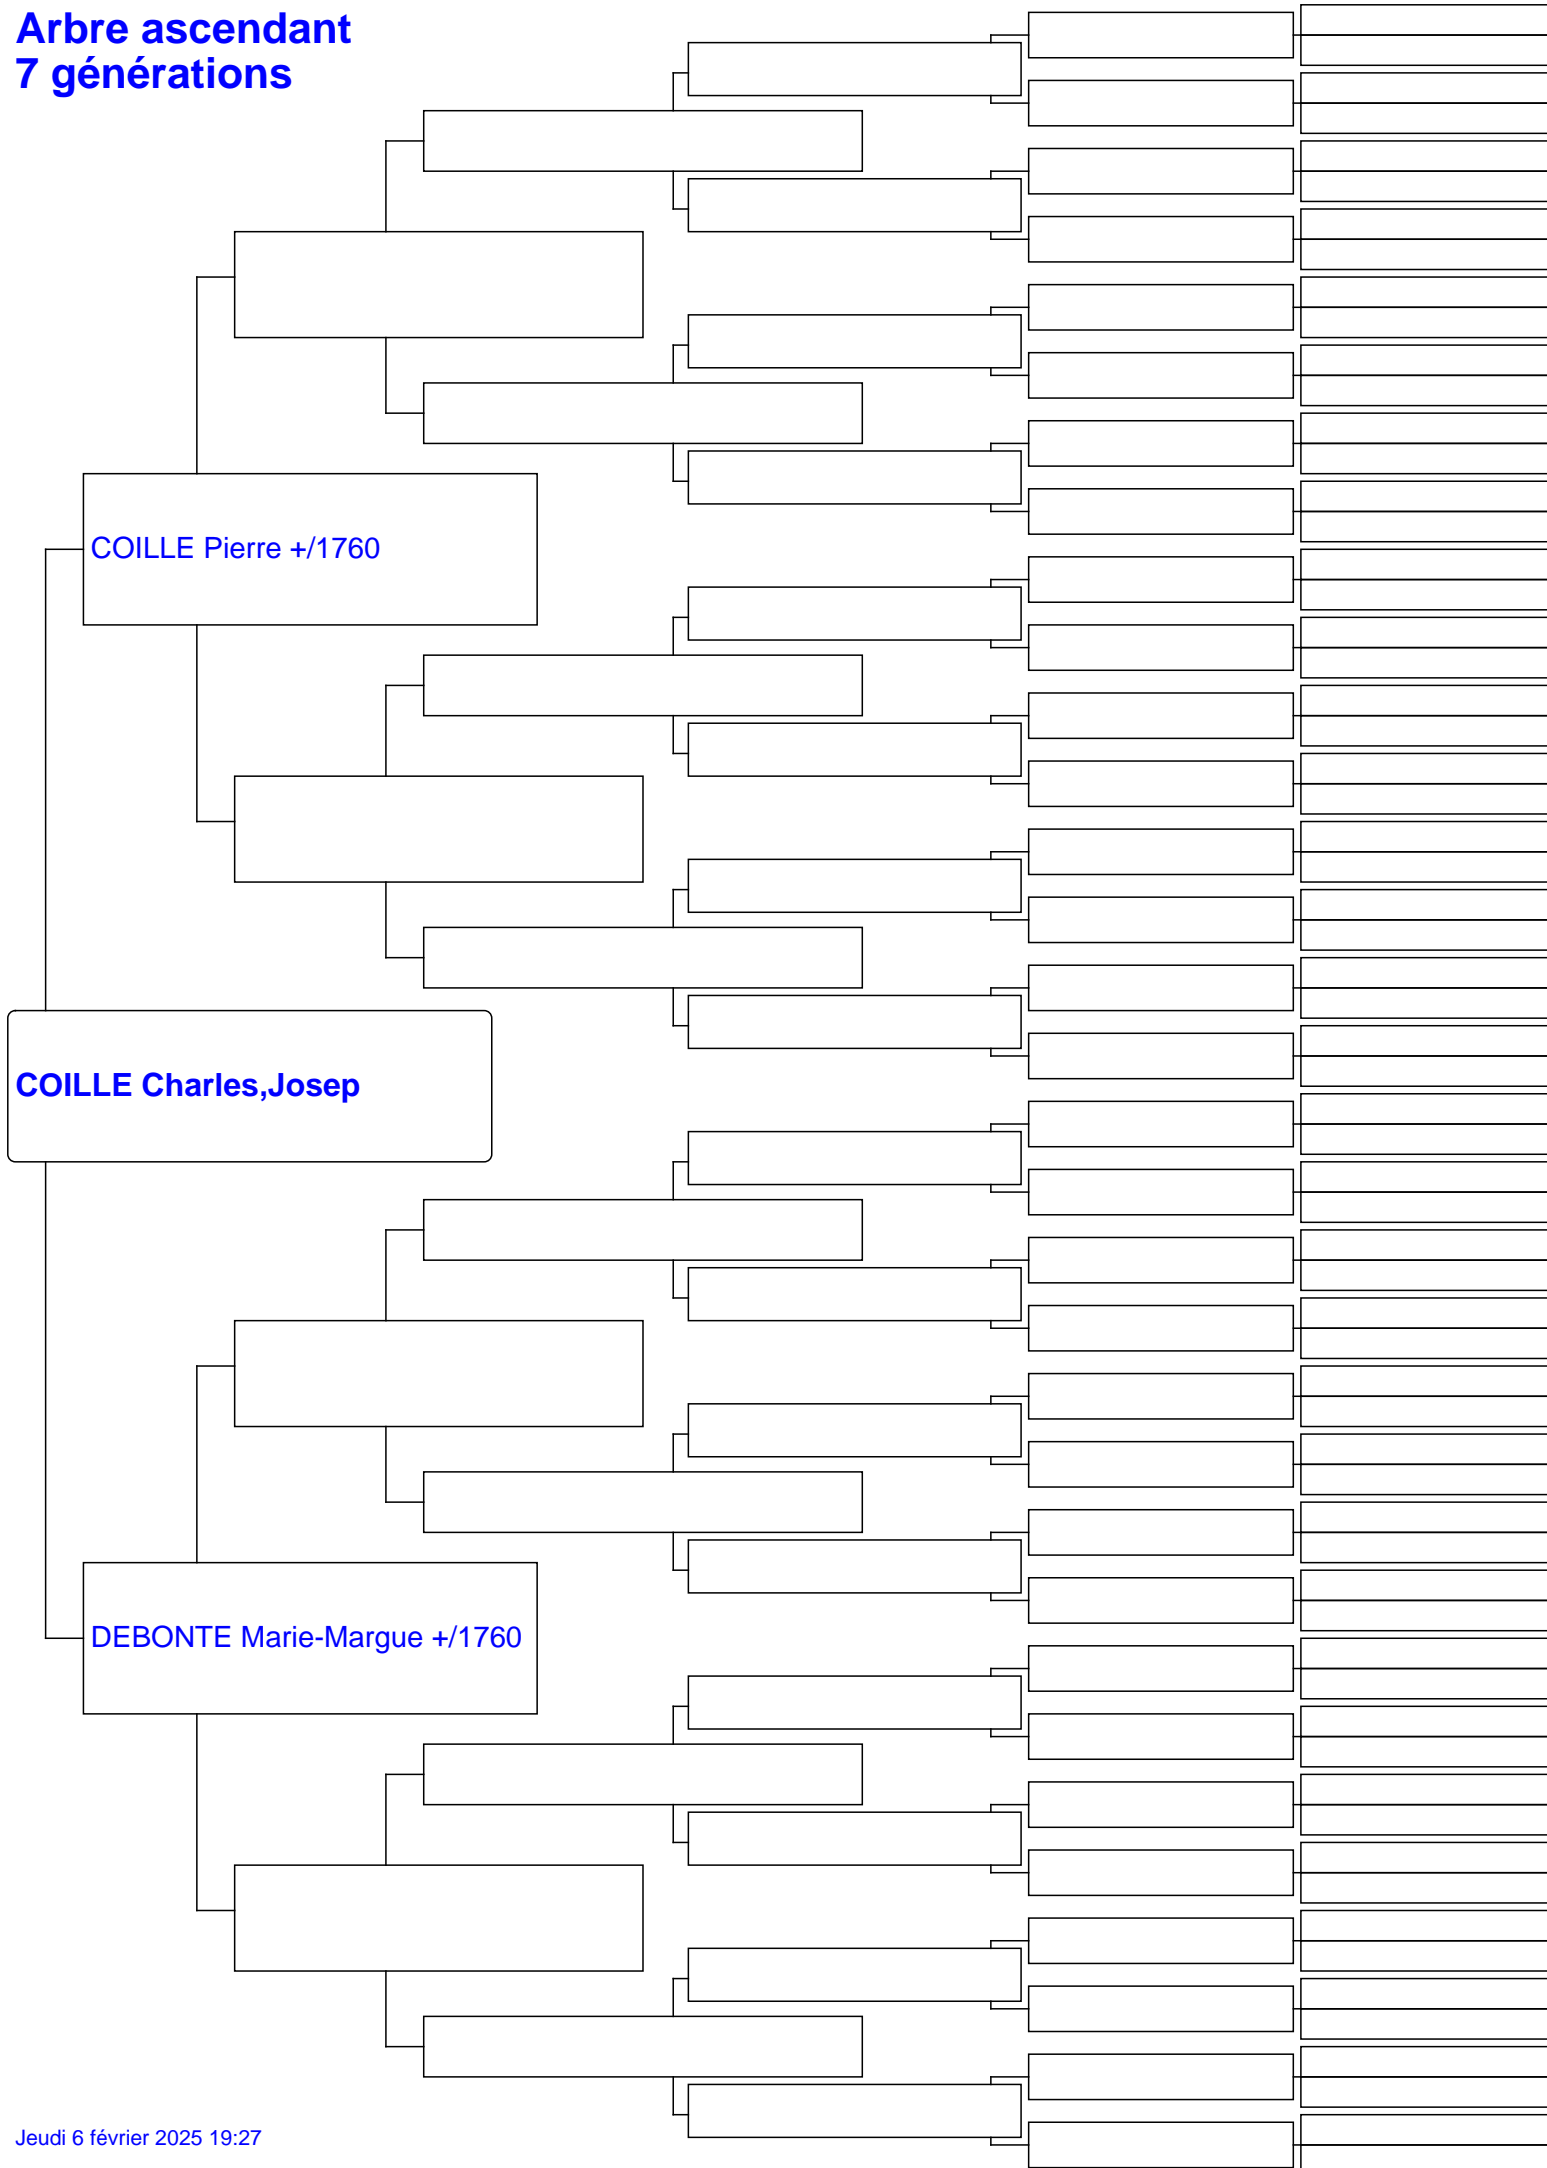 Arbre ascendant
7 générations
COILLE Pierre +/1760
COILLE Charles,Josep
DEBONTE Marie-Margue +/1760
Jeudi 6 février 2025 19:27